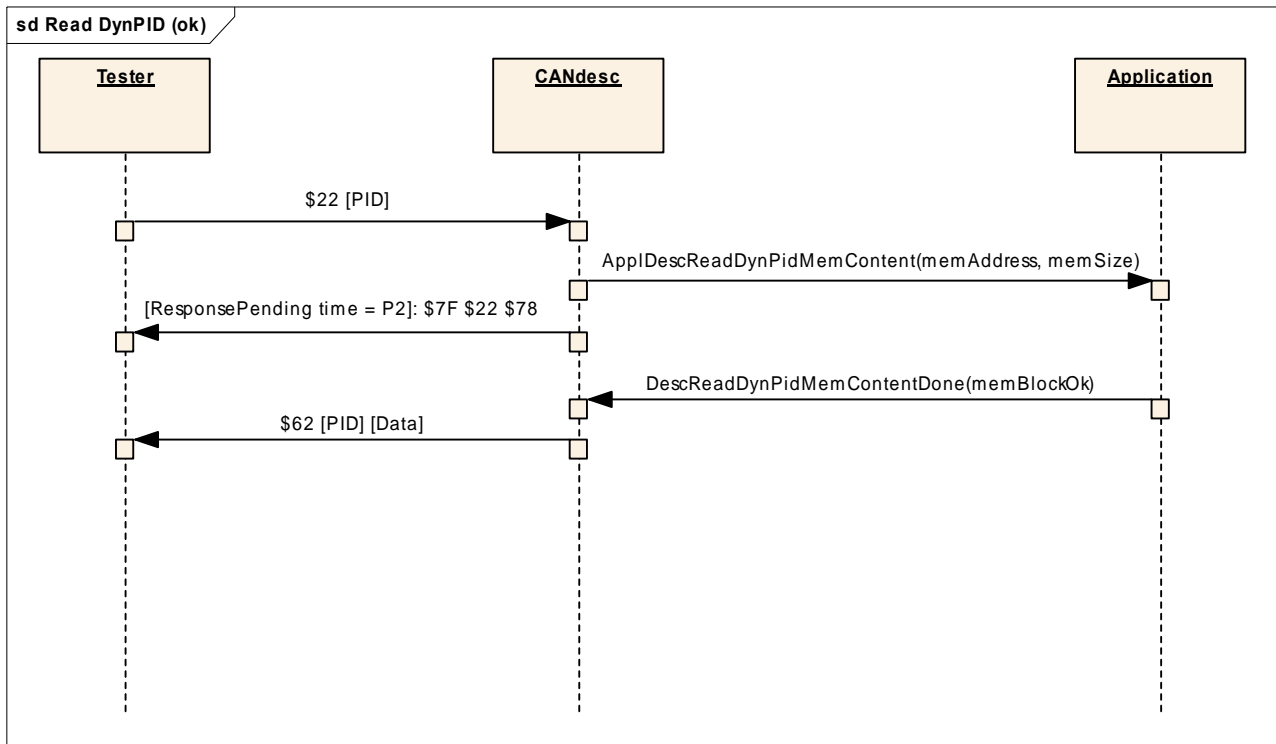 sd Read DynPID (ok)
Tester
CANdesc
Application
$22 [PID]
ApplDescReadDynPidMemContent(memAddress, memSize)
[ResponsePending time = P2]: $7F $22 $78
DescReadDynPidMemContentDone(memBlockOk)
$62 [PID] [Data]